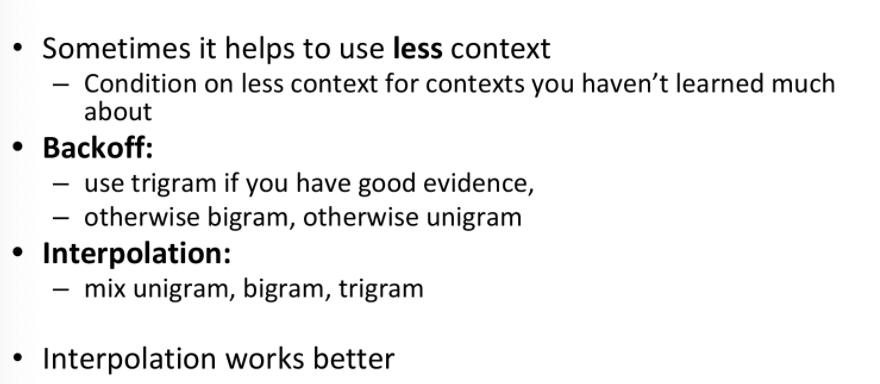 • Sometimes it helps to use less context
– Condition on less context for contexts you haven’t learned much
about
• Backoff:
– use trigram if you have good evidence,
– otherwise bigram, otherwise unigram
• Interpolation:
– mix unigram, bigram, trigram
• Interpolation works better